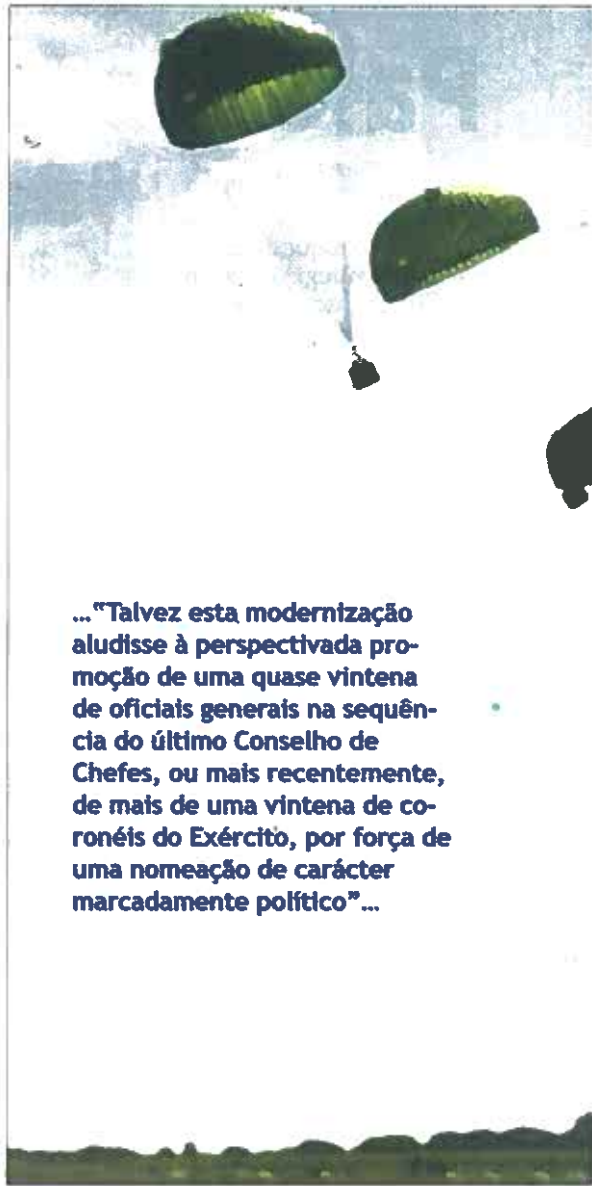 ..."Talvez esta modernização
aludisse à perspectivada pro-
moção de uma quase vintena
de oficiais generais na sequên-
cia do último Conselho de
Chefes, ou mais recentemente,
de mais de uma vintena de co-
ronéis do Exército, por força de
uma nomeação de carácter
marcadamente político"...